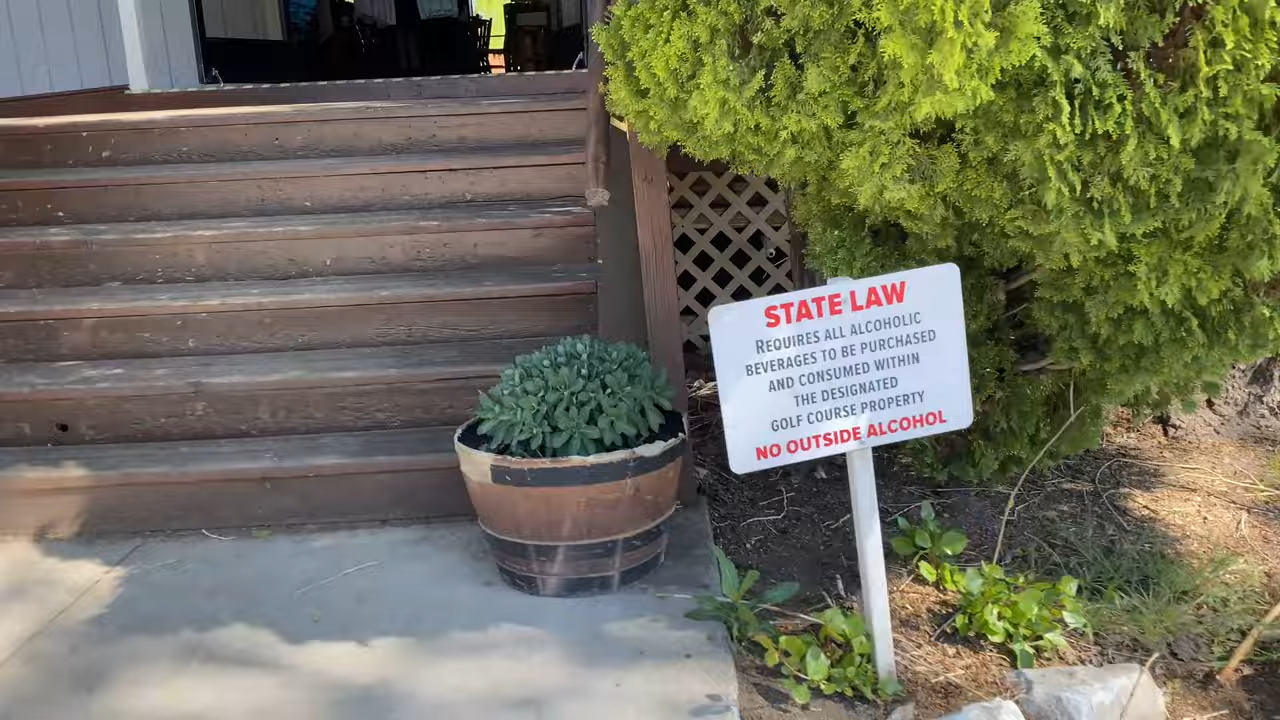 STATE LAW
REQUIRES ALL ALCOHOLIC
BEVERAGES TO BE PURCHASED
AND CONSUMED WITHIN
THE DESIGNATED
GOLF COURSE PROPERTY
NO OUTSIDE ALCOHOL